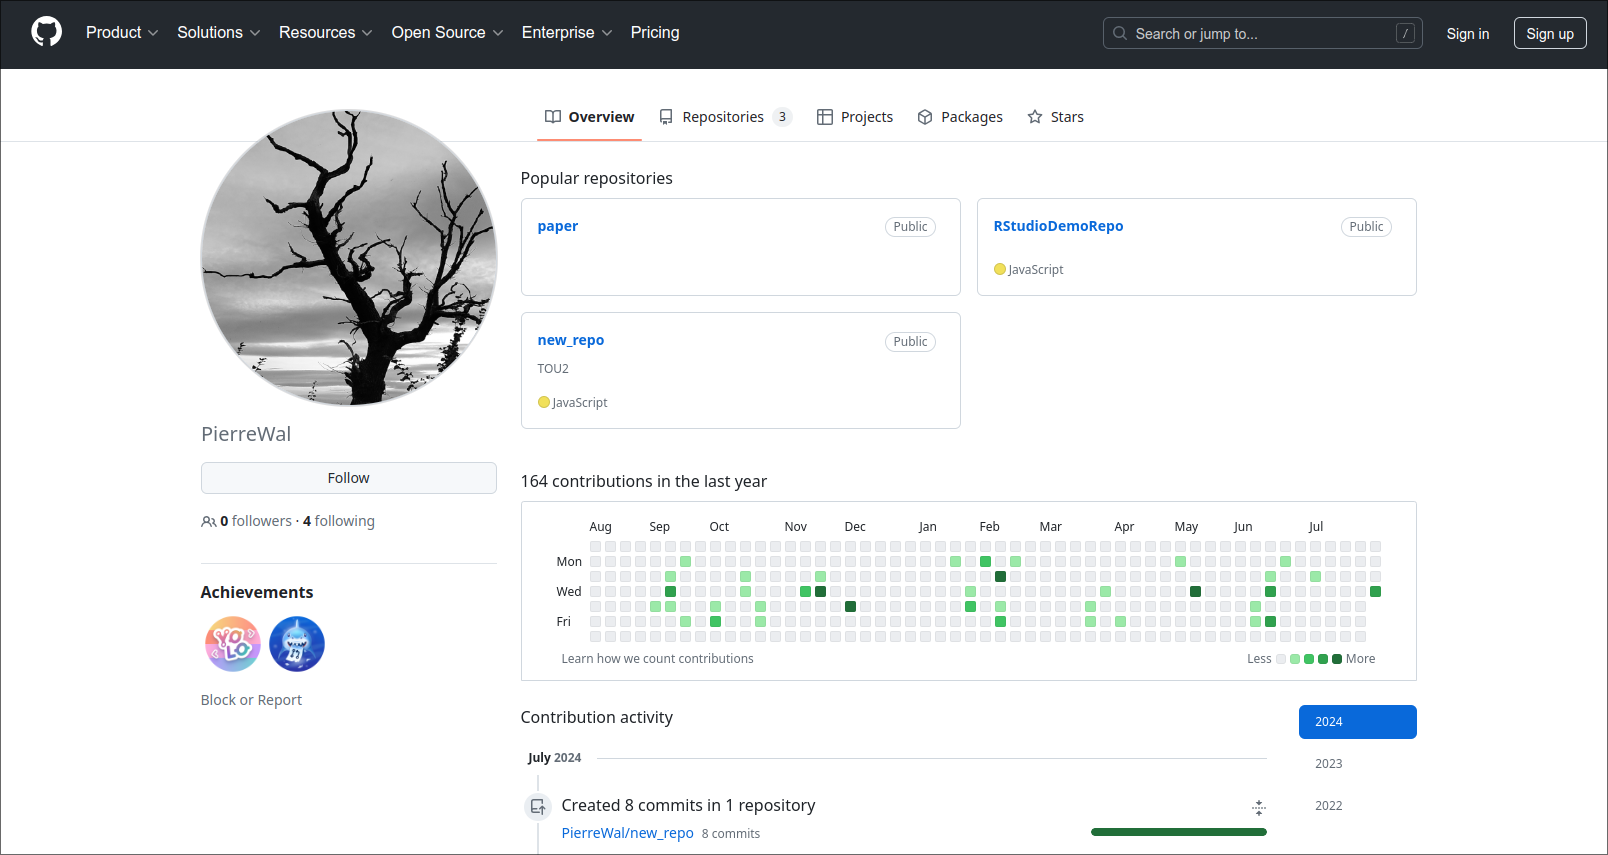 Product Solutions Resources Open Source Enterprise Pricing Search or jump to... / Sign in Sign up
Overview Repositories 3 Projects Packages Stars
Popular repositories
paper Public
RStudioDemoRepo Public
JavaScript
new_repo Public
TOU2
JavaScript
PierreWal
Follow
0 followers · 4 following
Achievements
YOLO
Block or Report
164 contributions in the last year
Aug Sep Oct Nov Dec Jan Feb Mar Apr May Jun Jul
Mon
Wed
Fri
Learn how we count contributions Less More
Contribution activity
2024
2023
2022
July 2024
Created 8 commits in 1 repository
PierreWal/new_repo 8 commits